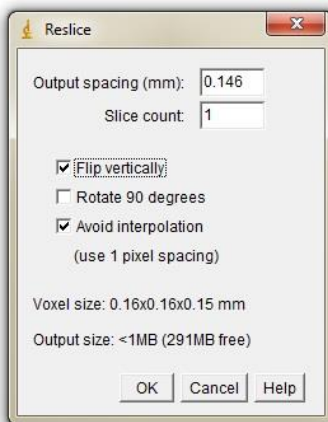 Reslice
Output spacing (mm): 0.146
Slice count: 1
Flip vertically
Rotate 90 degrees
Avoid interpolation
(use 1 pixel spacing)
Voxel size: 0.16x0.16x0.15 mm
Output size: <1MB (291MB free)
OK Cancel Help